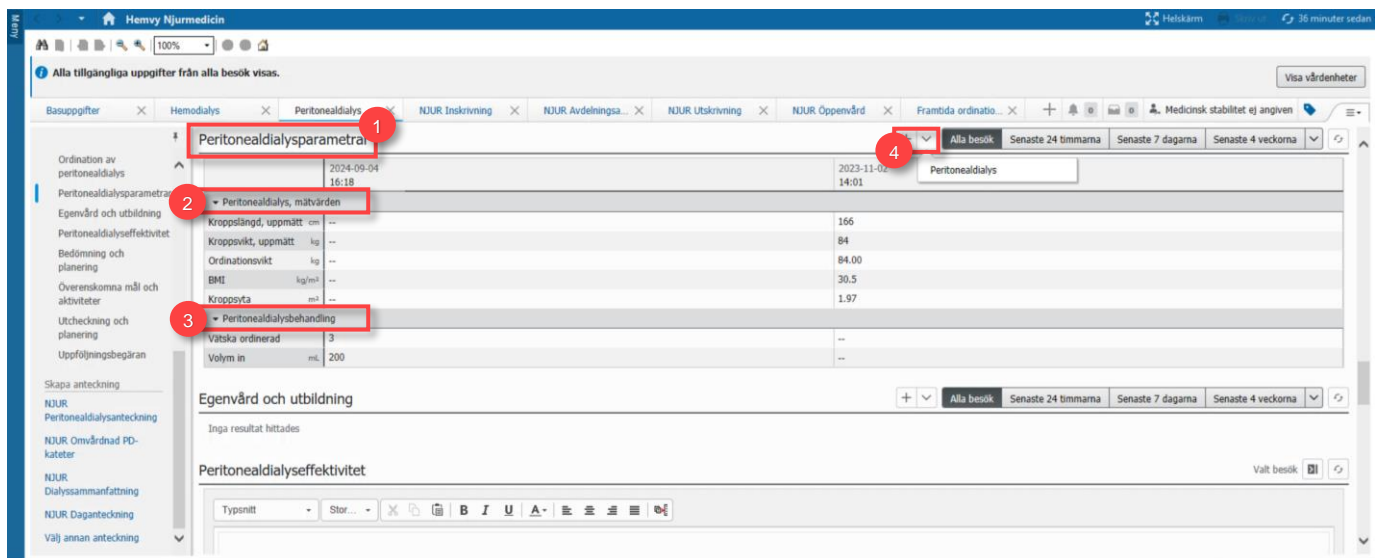 Meny
Hemvy Njurmedicin
Helskärm
Skriv ut
36 minuter sedan
100%
Alla tillgängliga uppgifter från alla besök visas.
Visa vårdenheter
Basuppgifter
Hemodialys
Peritonealdialys
NJUR Inskrivning
NJUR Avdelningsa...
NJUR Utskrivning
NJUR Öppenvård
Framtida ordinatio...
0
0
Medicinsk stabilitet ej angiven
1
Ordination av
peritonealdialys
Peritonealdialysparametrar
Egenvård och utbildning
Peritonealdialyseffektivitet
Bedömning och
planering
Överenskomna mål och
aktiviteter
Utcheckning och
planering
Uppföljningsbegäran
Skapa anteckning
NJUR
Peritonealdialysanteckning
NJUR Omvårdnad PD-
kateter
NJUR
Dialyssammanfattning
NJUR Daganteckning
Välj annan anteckning
Peritonealdialysparametrar
4
Alla besök
Senaste 24 timmarna
Senaste 7 dagarna
Senaste 4 veckorna
Peritonealdialys
2024-09-04
16:18
2023-11-02
14:01
2
Peritonealdialys, mätvärden
Kroppslängd, uppmätt cm -- 166
Kroppsvikt, uppmätt kg -- 84
Ordinationsvikt kg -- 84.00
BMI kg/m² -- 30.5
Kroppsyta m² -- 1.97
3
Peritonealdialysbehandling
Vätska ordinerad 3 --
Volym in mL 200 --
Egenvård och utbildning
Alla besök
Senaste 24 timmarna
Senaste 7 dagarna
Senaste 4 veckorna
Inga resultat hittades
Peritonealdialyseffektivitet
Valt besök
Typsnitt
Stor...
B I U A